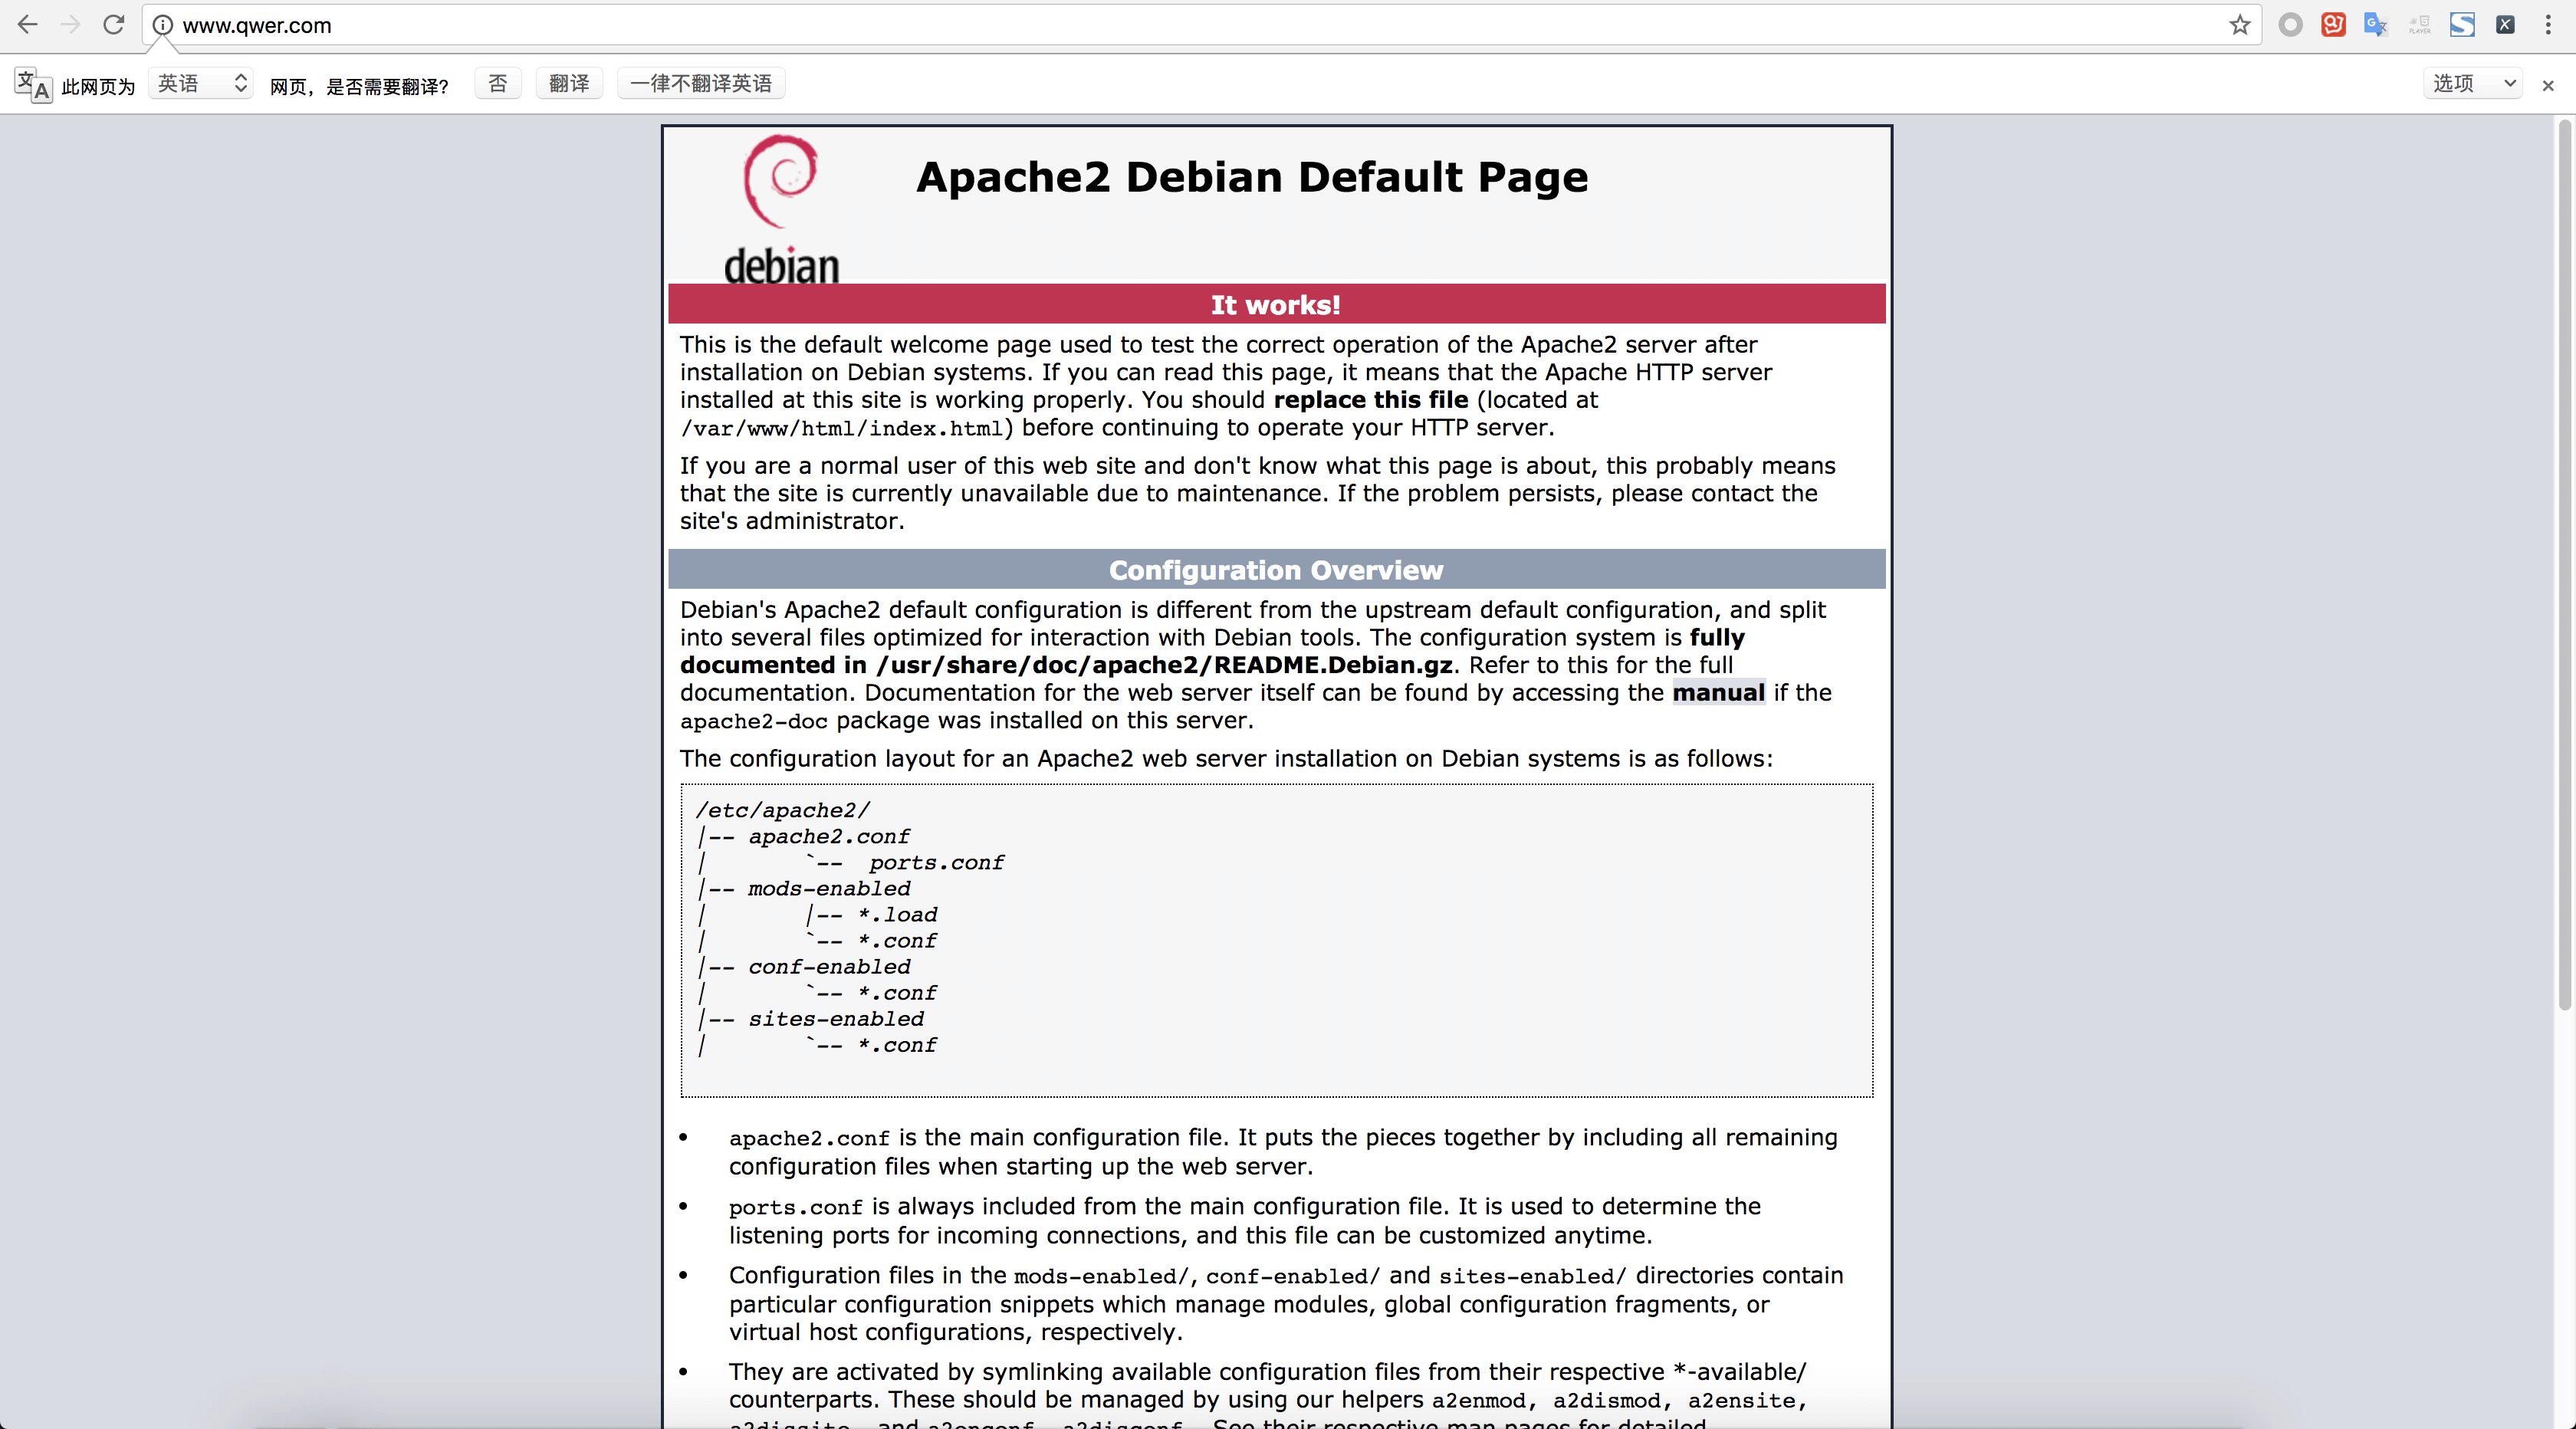 www.qwer.com
此网页为 英语 网页，是否需要翻译? 否 翻译 一律不翻译英语 选项
Apache2 Debian Default Page
debian
It works!
This is the default welcome page used to test the correct operation of the Apache2 server after
installation on Debian systems. If you can read this page, it means that the Apache HTTP server
installed at this site is working properly. You should replace this file (located at
/var/www/html/index.html) before continuing to operate your HTTP server.
If you are a normal user of this web site and don't know what this page is about, this probably means
that the site is currently unavailable due to maintenance. If the problem persists, please contact the
site's administrator.
Configuration Overview
Debian's Apache2 default configuration is different from the upstream default configuration, and split
into several files optimized for interaction with Debian tools. The configuration system is fully
documented in /usr/share/doc/apache2/README.Debian.gz. Refer to this for the full
documentation. Documentation for the web server itself can be found by accessing the manual if the
apache2-doc package was installed on this server.
The configuration layout for an Apache2 web server installation on Debian systems is as follows:
/etc/apache2/
|-- apache2.conf
|       `--  ports.conf
|-- mods-enabled
|       |-- *.load
|       `-- *.conf
|-- conf-enabled
|       `-- *.conf
|-- sites-enabled
|       `-- *.conf
• apache2.conf is the main configuration file. It puts the pieces together by including all remaining
configuration files when starting up the web server.
• ports.conf is always included from the main configuration file. It is used to determine the
listening ports for incoming connections, and this file can be customized anytime.
• Configuration files in the mods-enabled/, conf-enabled/ and sites-enabled/ directories contain
particular configuration snippets which manage modules, global configuration fragments, or
virtual host configurations, respectively.
• They are activated by symlinking available configuration files from their respective *-available/
counterparts. These should be managed by using our helpers a2enmod, a2dismod, a2ensite,
a2dissite, and a2enconf, a2disconf . See their respective man pages for detailed